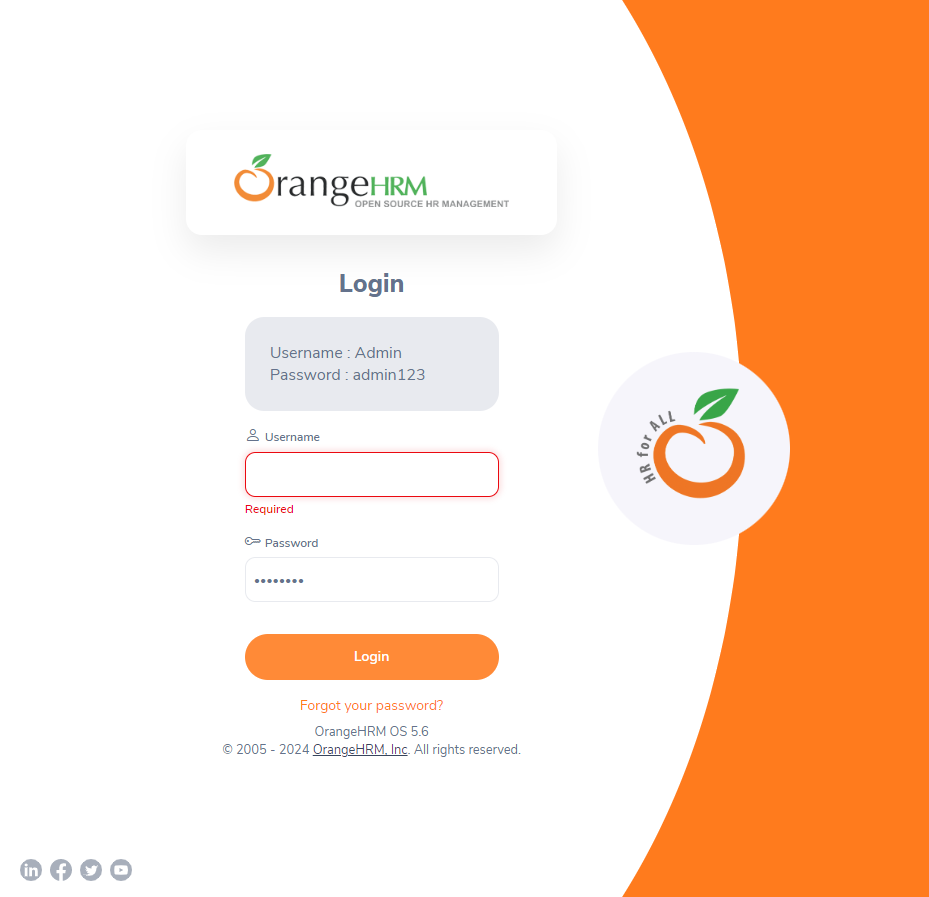 OrangeHRM
OPEN SOURCE HR MANAGEMENT
Login
Username : Admin
Password : admin123
Username
Required
Password
••••••••
Login
Forgot your password?
OrangeHRM OS 5.6
© 2005 - 2024 OrangeHRM, Inc. All rights reserved.
HR for ALL